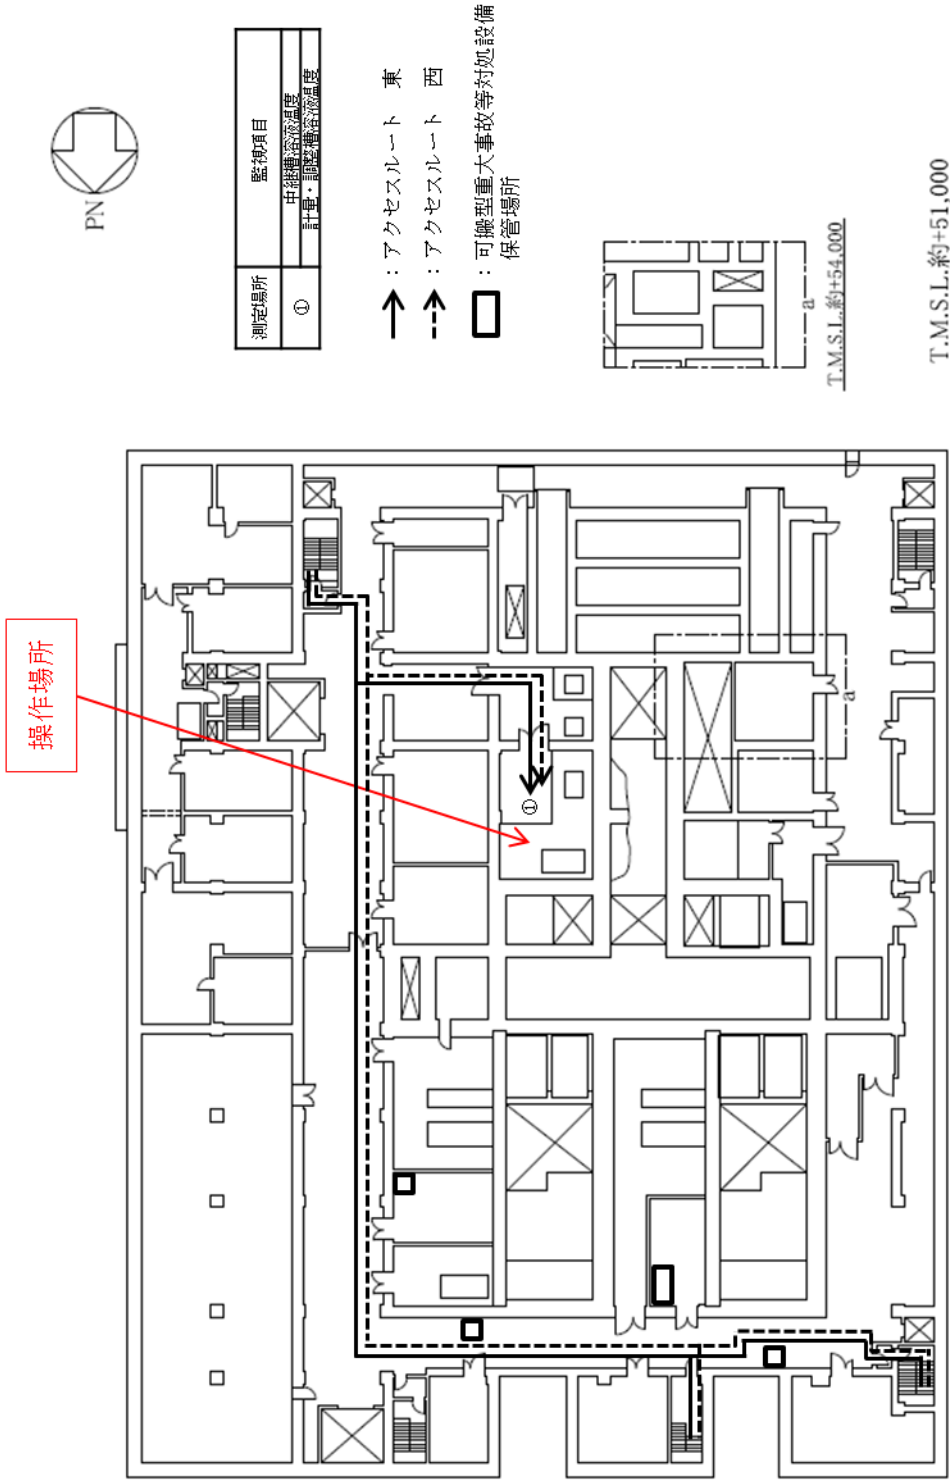 PN
測定場所 監視項目
① 中継槽溶液温度
計量・調整槽溶液温度
：アクセスルート 東
：アクセスルート 西
：可搬型重大事故等対処設備
保管場所
a
T.M.S.L.約+54,000
T.M.S.L.約+51,000
操作場所
①
a